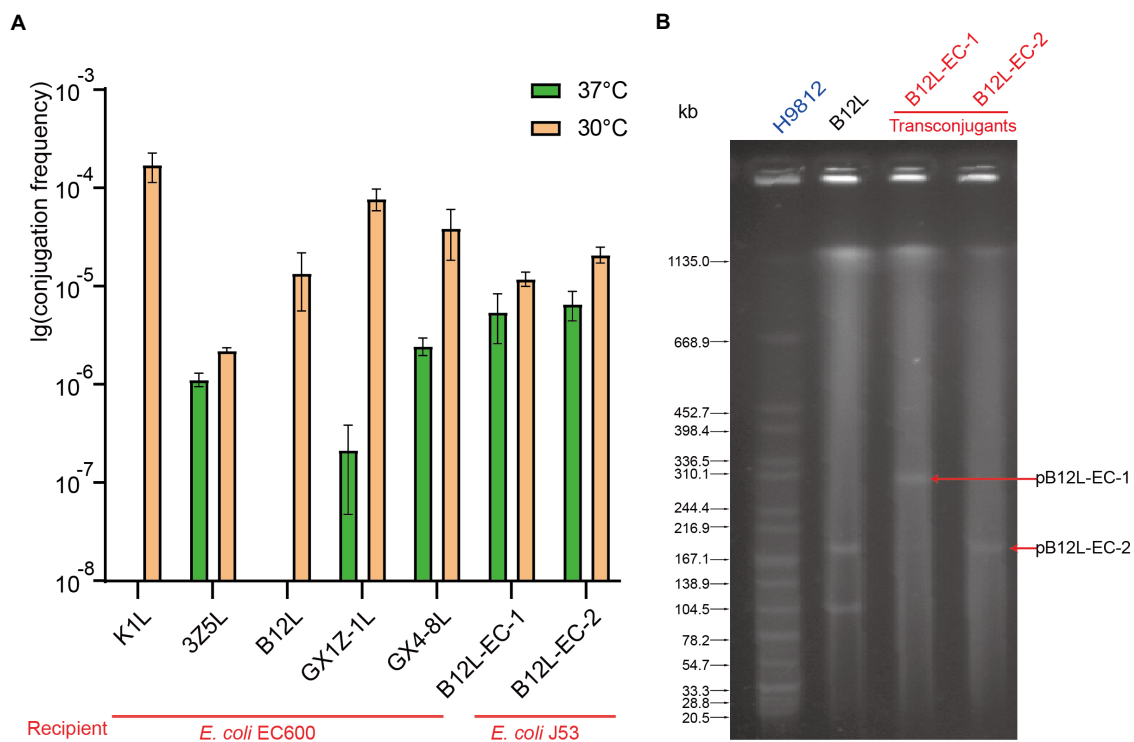 A
lg(conjugation frequency)
10-3
10-4
10-5
10-6
10-7
10-8
37°C
30°C
K1L
3Z5L
B12L
GX1Z-1L
GX4-8L
B12L-EC-1
B12L-EC-2
Recipient
E. coli EC600
E. coli J53
B
kb
H9812
B12L
B12L-EC-1
B12L-EC-2
Transconjugants
1135.0
668.9
452.7
398.4
336.5
310.1
244.4
216.9
167.1
138.9
104.5
78.2
54.7
33.3
28.8
20.5
pB12L-EC-1
pB12L-EC-2